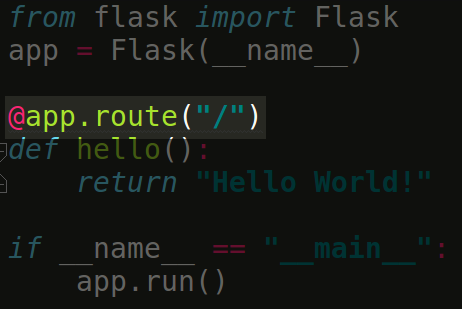 from flask import Flask
app = Flask(__name__)
@app.route("/")
def hello():
    return "Hello World!"
if __name__ == "__main__":
    app.run()